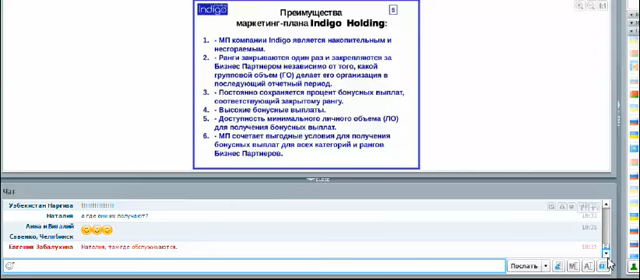 Indigo
5
Преимущества
маркетинг-плана Indigo Holding:
1. - МП компании Indigo является накопительным и
несгораемым.
2. - Ранги закрываются один раз и закрепляются за
Бизнес Партнером независимо от того, какой
групповой объем (ГО) делает его организация в
последующий отчетный период.
3. - Постоянно сохраняется процент бонусных выплат,
соответствующий закрытому рангу.
4. - Высокие бонусные выплаты.
5. - Доступность минимального личного объема (ЛО)
для получения бонусных выплат.
6. - МП сочетает выгодные условия для получения
бонусных выплат для всех категорий и рангов
Бизнес Партнеров.
Чат
Узбекистан Наргиза !!!!!!!!!!!!!!!
Наталия а где они их получают?
Анна и Виталий
Савенко, Челябинск
Евгения Забалухина Наталия, там где обслуживаются.
Послать